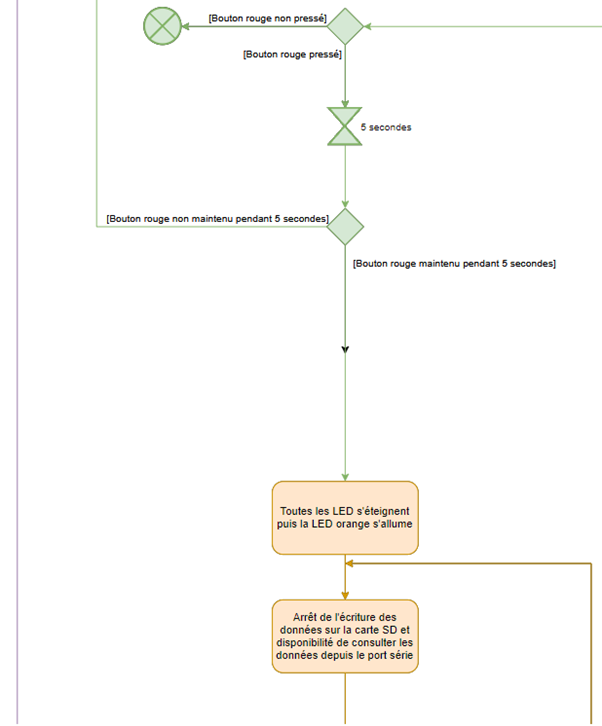 [Bouton rouge non pressé]
[Bouton rouge pressé]
5 secondes
[Bouton rouge non maintenu pendant 5 secondes]
[Bouton rouge maintenu pendant 5 secondes]
Toutes les LED s'éteignent
puis la LED orange s'allume
Arrêt de l'écriture des
données sur la carte SD et
disponibilité de consulter les
données depuis le port série